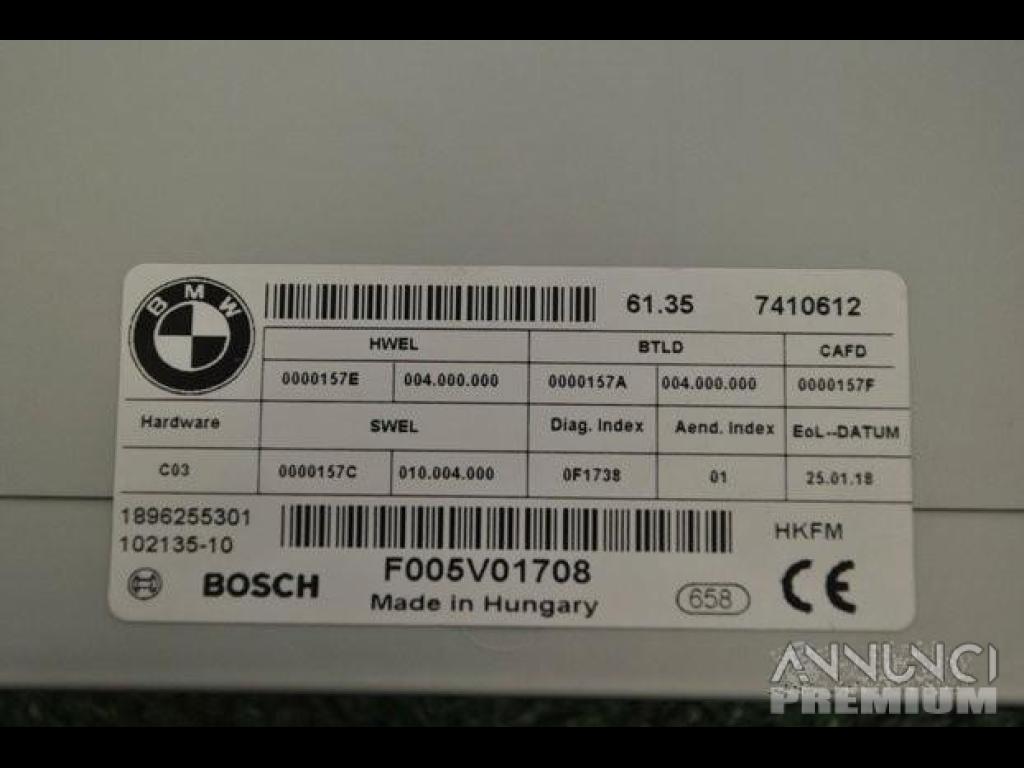 BMW
61.35 7410612
HWEL BTLD CAFD
0000157E 004.000.000 0000157A 004.000.000 0000157F
Hardware SWEL Diag. Index Aend. Index EoL--DATUM
C03 0000157C 010.004.000 0F1738 01 25.01.18
1896255301
102135-10
HKFM
F005V01708
BOSCH
Made in Hungary
658
CE
ANNUNCI
PREMIUM